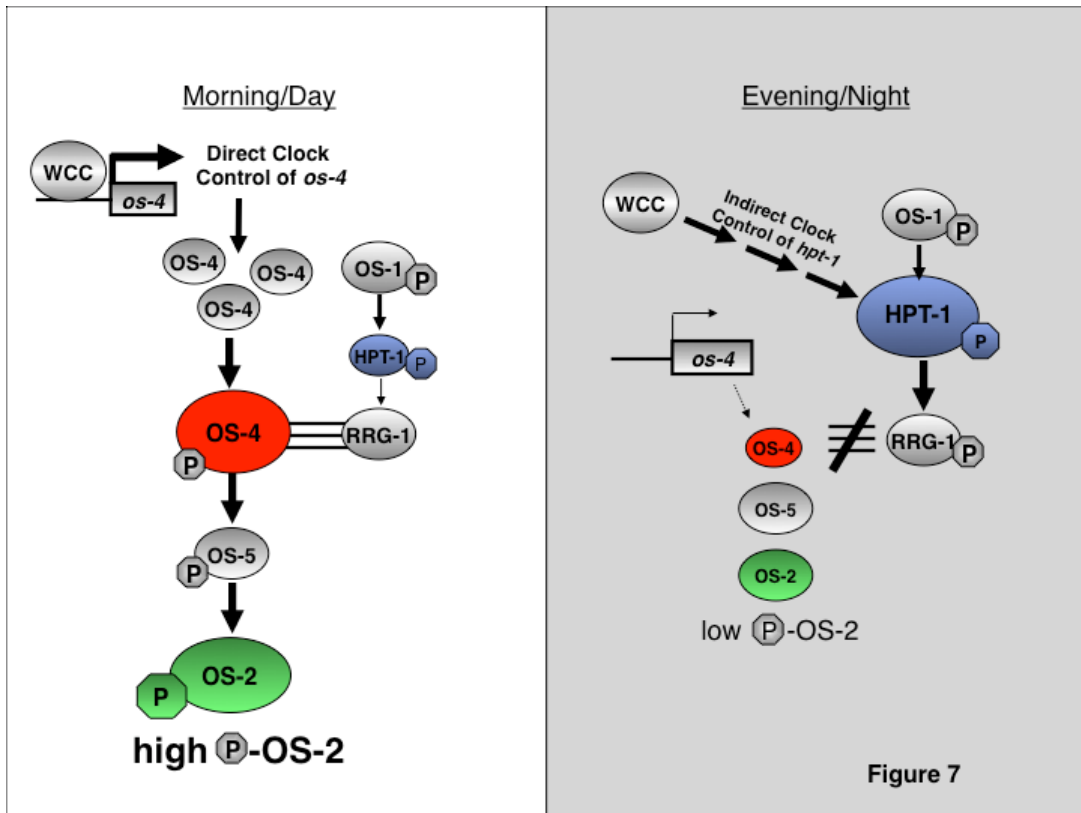 Morning/Day
WCC
os-4
Direct Clock
Control of os-4
OS-4
OS-4
OS-4
OS-1
P
HPT-1
P
OS-4
P
RRG-1
OS-5
P
OS-2
P
high P-OS-2
Evening/Night
WCC
Indirect Clock
Control of hpt-1
OS-1
P
HPT-1
P
os-4
OS-4
RRG-1
P
OS-5
OS-2
low P-OS-2
Figure 7